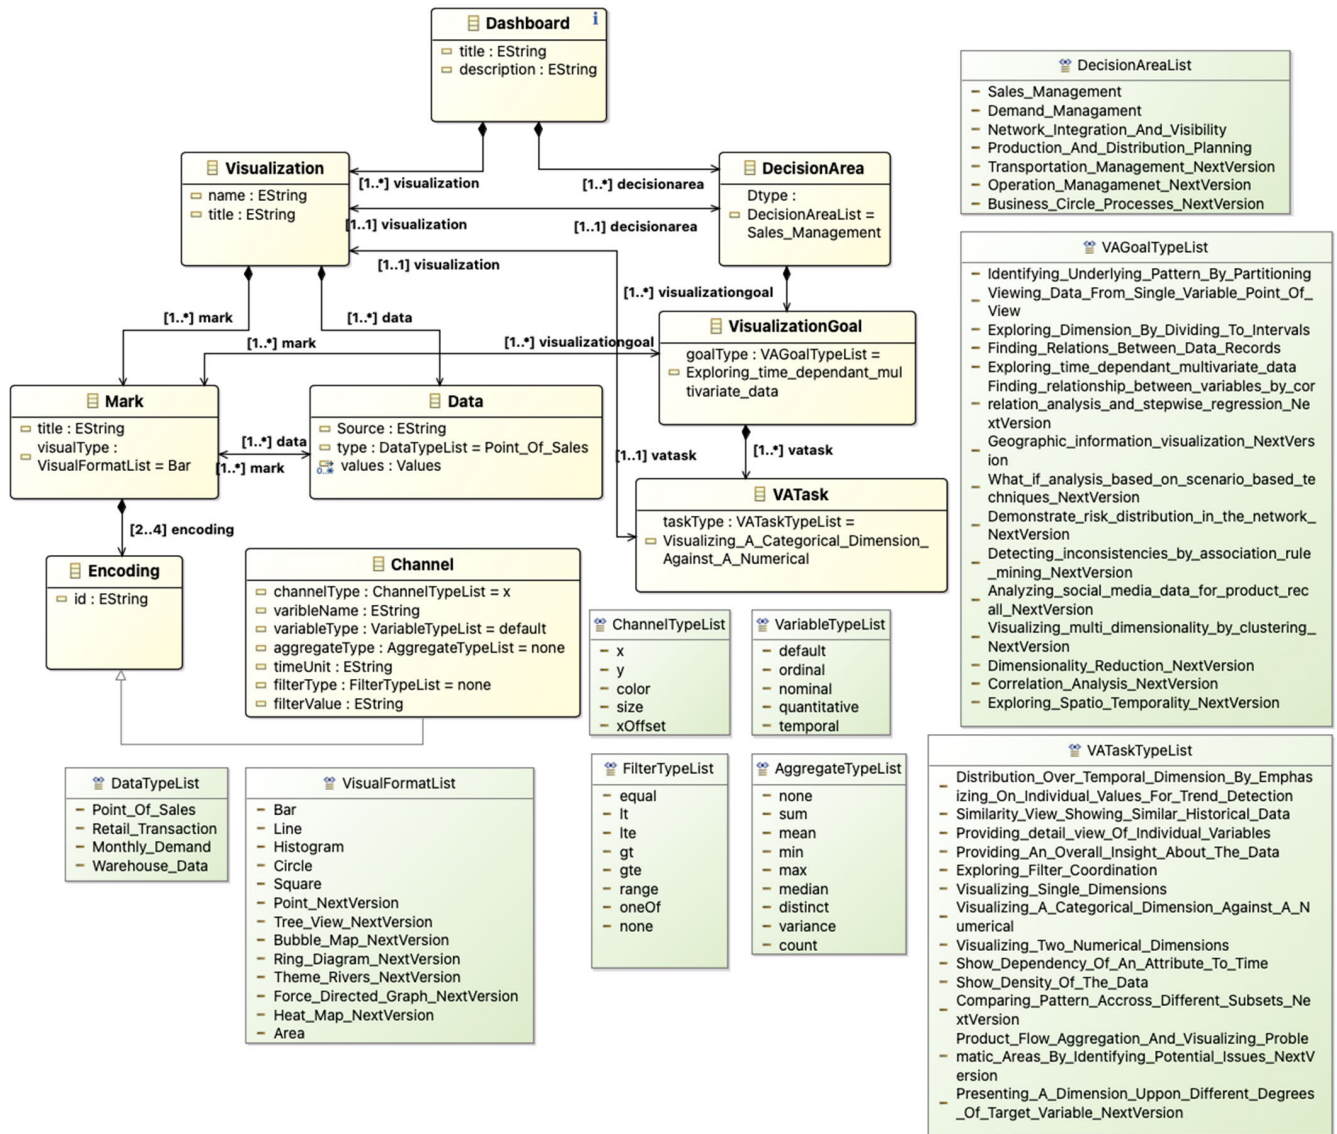 Dashboard
title : EString
description : EString
Visualization
name : EString
title : EString
[1..*] visualization
[1..*] decisionarea
[1..1] visualization
[1..1] decisionarea
[1..1] visualization
DecisionArea
Dtype :
DecisionAreaList =
Sales_Management
[1..*] visualizationgoal
[1..*] mark
[1..*] data
[1..*] mark
[1..*] visualizationgoal
VisualizationGoal
goalType : VAGoalTypeList =
Exploring_time_dependant_mul
tivariate_data
Mark
title : EString
visualType :
VisualFormatList = Bar
[1..*] data
[1..*] mark
Data
Source : EString
type : DataTypeList = Point_Of_Sales
values : Values
[1..1] vatask
[1..*] vatask
VATask
taskType : VATaskTypeList =
Visualizing_A_Categorical_Dimension_
Against_A_Numerical
[2..4] encoding
Encoding
id : EString
Channel
channelType : ChannelTypeList = x
varibleName : EString
variableType : VariableTypeList = default
aggregateType : AggregateTypeList = none
timeUnit : EString
filterType : FilterTypeList = none
filterValue : EString
ChannelTypeList
x
y
color
size
xOffset
VariableTypeList
default
ordinal
nominal
quantitative
temporal
DataTypeList
Point_Of_Sales
Retail_Transaction
Monthly_Demand
Warehouse_Data
VisualFormatList
Bar
Line
Histogram
Circle
Square
Point_NextVersion
Tree_View_NextVersion
Bubble_Map_NextVersion
Ring_Diagram_NextVersion
Theme_Rivers_NextVersion
Force_Directed_Graph_NextVersion
Heat_Map_NextVersion
Area
FilterTypeList
equal
lt
lte
gt
gte
range
oneOf
none
AggregateTypeList
none
sum
mean
min
max
median
distinct
variance
count
DecisionAreaList
Sales_Management
Demand_Managament
Network_Integration_And_Visibility
Production_And_Distribution_Planning
Transportation_Management_NextVersion
Operation_Managamenet_NextVersion
Business_Circle_Processes_NextVersion
VAGoalTypeList
Identifying_Underlying_Pattern_By_Partitioning
Viewing_Data_From_Single_Variable_Point_Of_
View
Exploring_Dimension_By_Dividing_To_Intervals
Finding_Relations_Between_Data_Records
Exploring_time_dependant_multivariate_data
Finding_relationship_between_variables_by_cor
relation_analysis_and_stepwise_regression_Ne
xtVersion
Geographic_information_visualization_NextVers
ion
What_if_analysis_based_on_scenario_based_te
chniques_NextVersion
Demonstrate_risk_distribution_in_the_network_
NextVersion
Detecting_inconsistencies_by_association_rule
_mining_NextVersion
Analyzing_social_media_data_for_product_rec
all_NextVersion
Visualizing_multi_dimensionality_by_clustering_
NextVersion
Dimensionality_Reduction_NextVersion
Correlation_Analysis_NextVersion
Exploring_Spatio_Temporality_NextVersion
VATaskTypeList
Distribution_Over_Temporal_Dimension_By_Emphas
izing_On_Individual_Values_For_Trend_Detection
Similarity_View_Showing_Similar_Historical_Data
Providing_detail_view_Of_Individual_Variables
Providing_An_Overall_Insight_About_The_Data
Exploring_Filter_Coordination
Visualizing_Single_Dimensions
Visualizing_A_Categorical_Dimension_Against_A_N
umerical
Visualizing_Two_Numerical_Dimensions
Show_Dependency_Of_An_Attribute_To_Time
Show_Density_Of_The_Data
Comparing_Pattern_Accross_Different_Subsets_Ne
xtVersion
Product_Flow_Aggregation_And_Visualizing_Proble
matic_Areas_By_Identifying_Potential_Issues_NextV
ersion
Presenting_A_Dimension_Uppon_Different_Degrees
_Of_Target_Variable_NextVersion